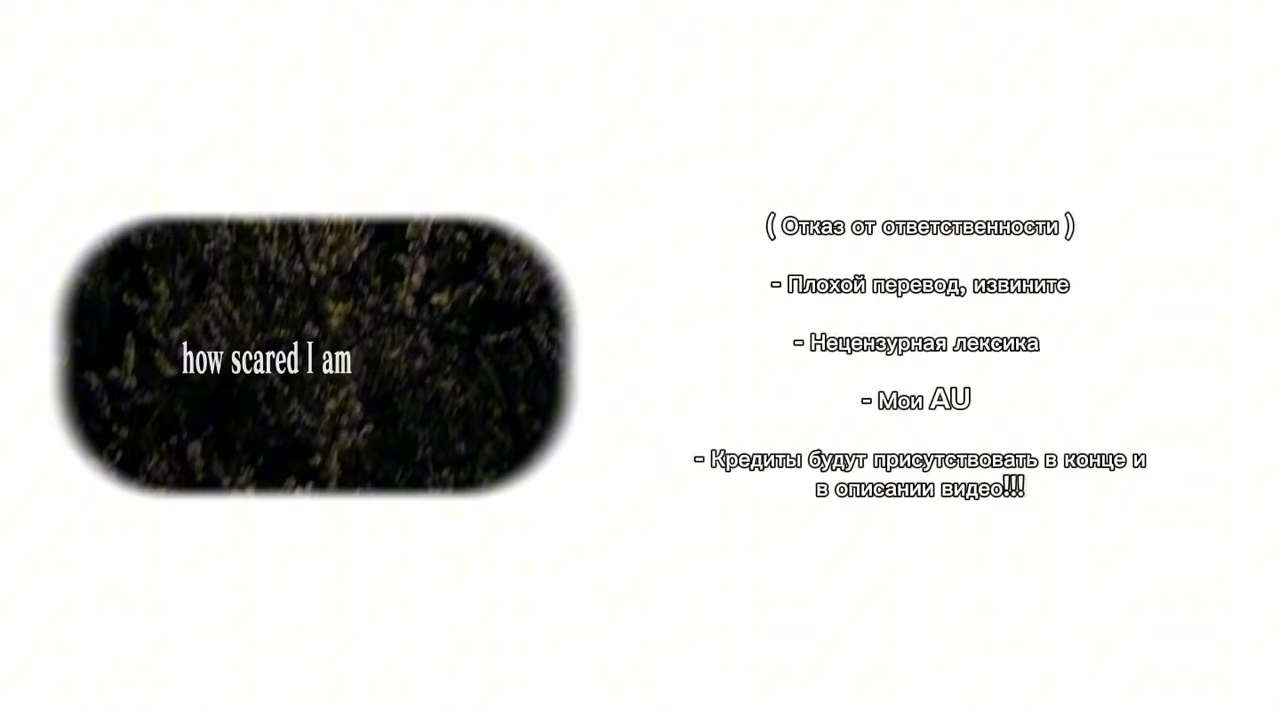 how scared I am
( Отказ от ответственности )
- Плохой перевод, извините
- Нецензурная лексика
- Мои AU
- Кредиты будут присутствовать в конце и
в описании видео!!!